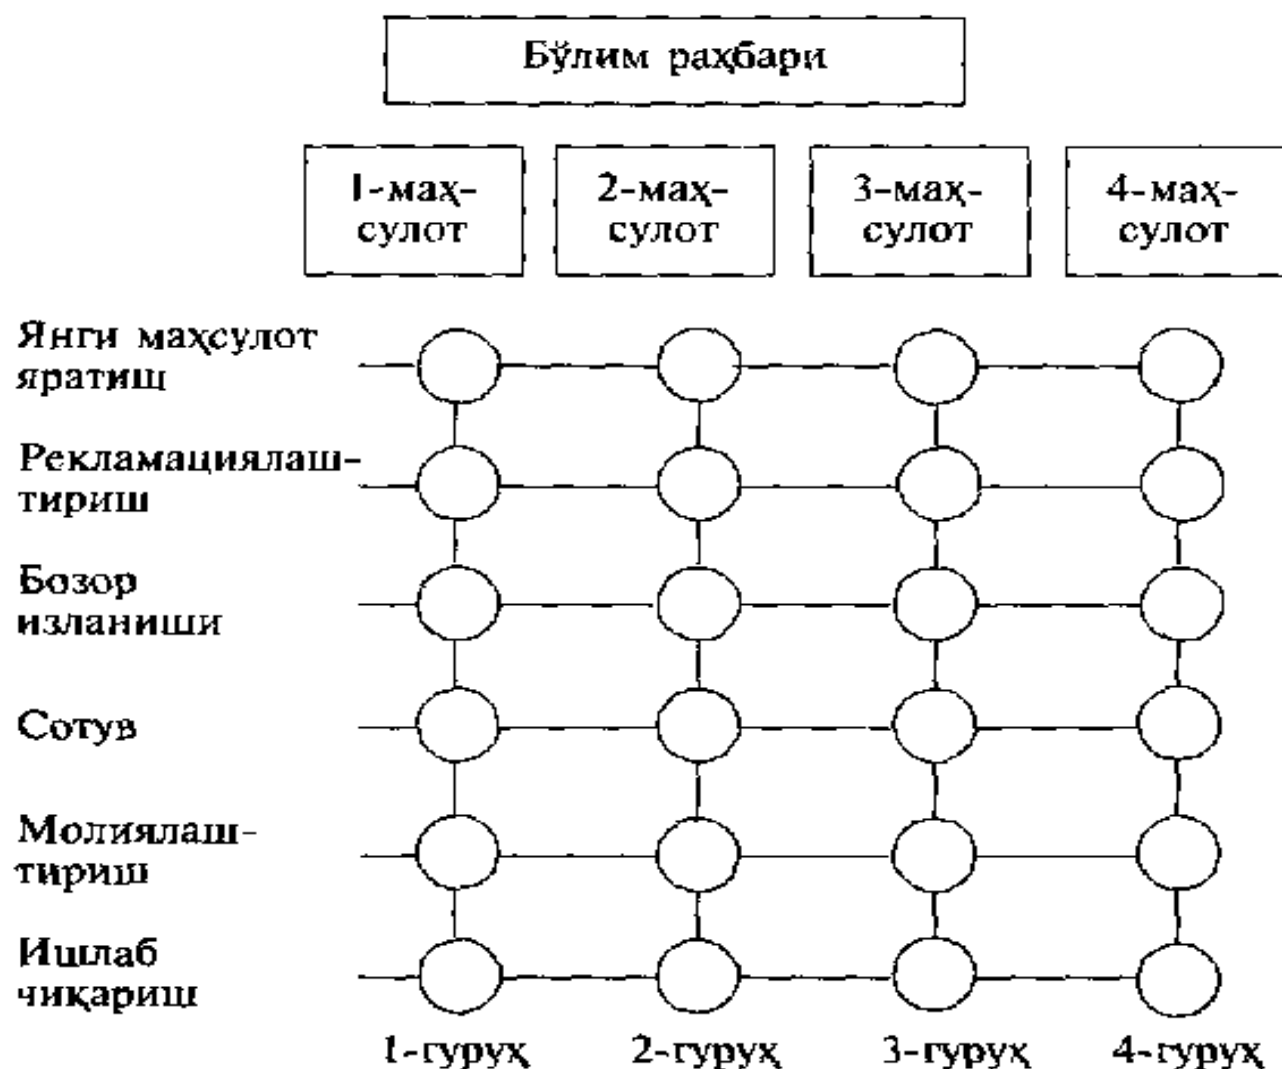 Бўлим раҳбари
1-маҳ- 2-маҳ- 3-маҳ- 4-маҳ-
сулот сулот сулот сулот
Янги маҳсулот
яратиш
Рекламациялаш-
тириш
Бозор
изланиши
Сотув
Молиялаш-
тириш
Ишлаб
чиқариш
1-гуруҳ 2-гуруҳ 3-гуруҳ 4-гуруҳ